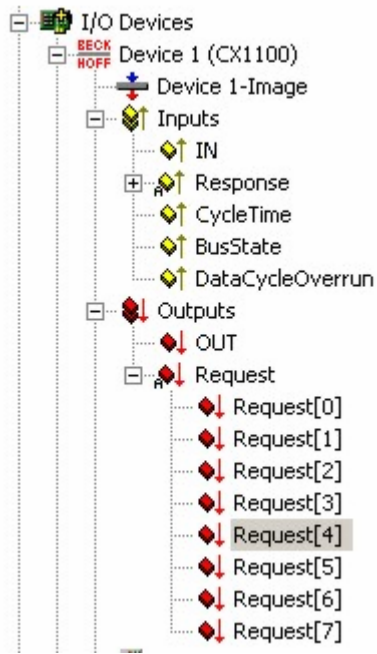 I/O Devices
BECK
HOFF
Device 1 (CX1100)
Device 1-Image
Inputs
IN
A
Response
CycleTime
BusState
DataCycleOverrun
Outputs
OUT
A
Request
Request[0]
Request[1]
Request[2]
Request[3]
Request[4]
Request[5]
Request[6]
Request[7]